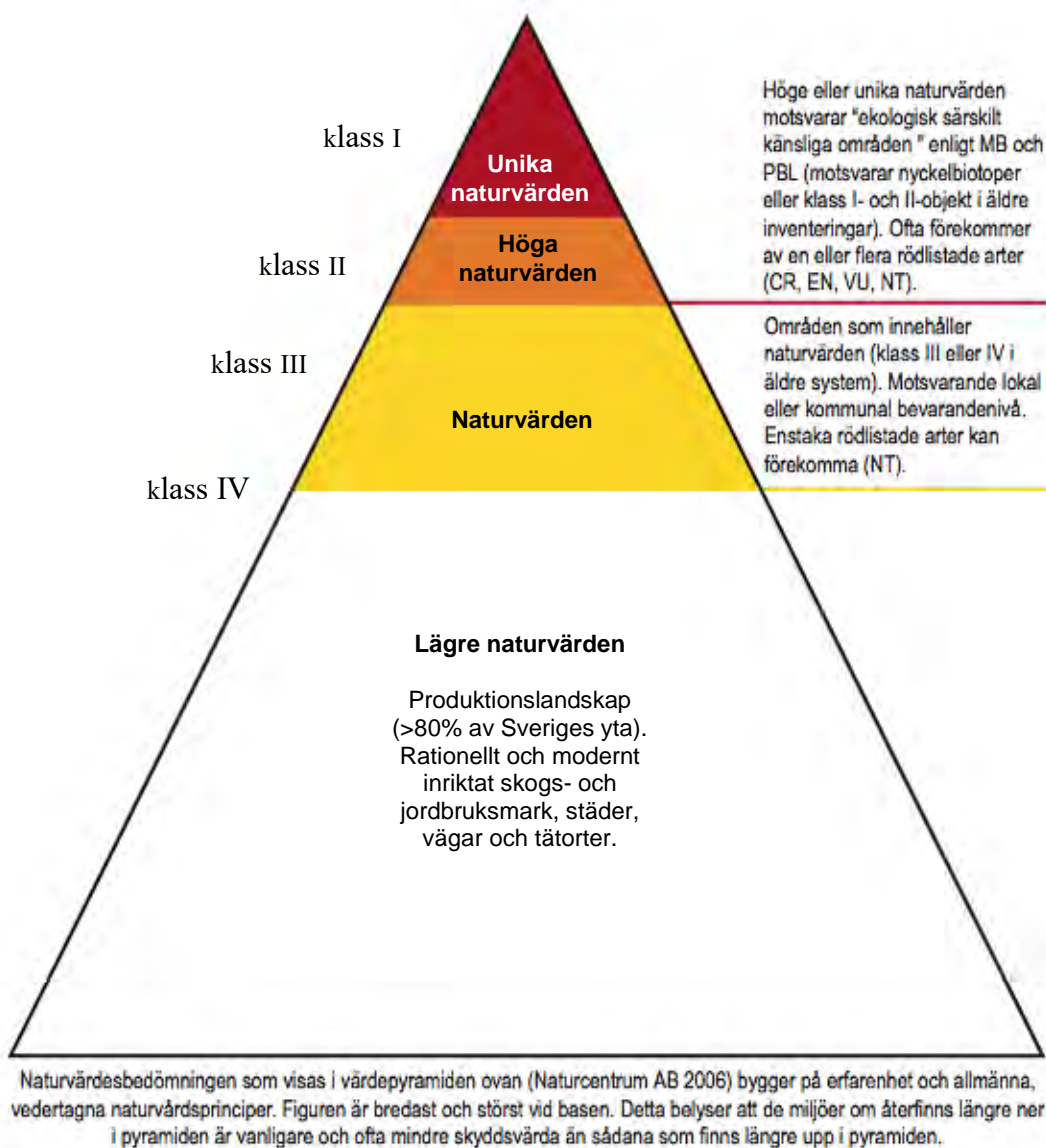 klass I
Unika
naturvärden
klass II
Höga
naturvärden
klass III
Naturvärden
klass IV
Lägre naturvärden
Produktionslandskap
(>80% av Sveriges yta).
Rationellt och modernt
inriktat skogs- och
jordbruksmark, städer,
vägar och tätorter.
Höge eller unika naturvärden
motsvarar "ekologisk särskilt
känsliga områden " enligt MB och
PBL (motsvarar nyckelbiotoper
eller klass I- och II-objekt i äldre
inventeringar). Ofta förekommer
av en eller flera rödlistade arter
(CR, EN, VU, NT).
Områden som innehåller
naturvärden (klass III eller IV i
äldre system). Motsvarande lokal
eller kommunal bevarandenivå.
Enstaka rödlistade arter kan
förekomma (NT).
Naturvärdesbedömningen som visas i värdepyramiden ovan (Naturcentrum AB 2006) bygger på erfarenhet och allmänna,
vedertagna naturvårdsprinciper. Figuren är bredast och störst vid basen. Detta belyser att de miljöer om återfinns längre ner
i pyramiden är vanligare och ofta mindre skyddsvärda än sådana som finns längre upp i pyramiden.